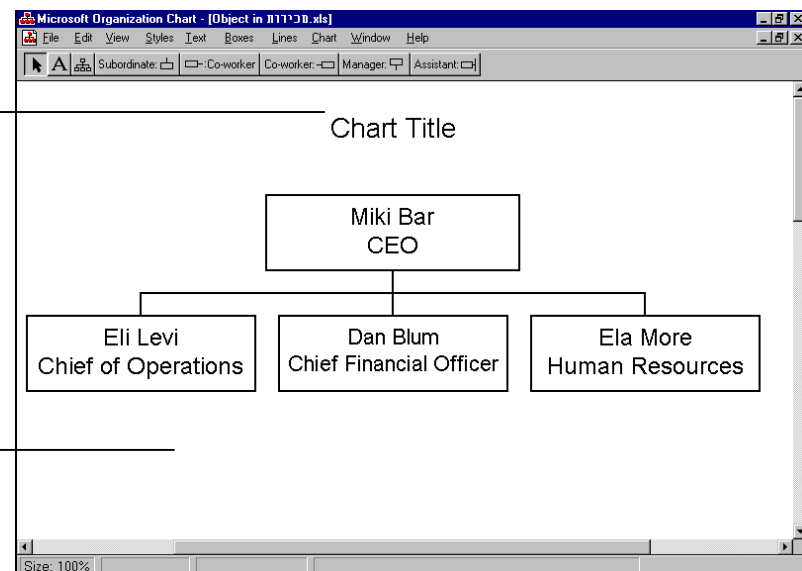 Microsoft Organization Chart - [Object in מכירות.xls]
File Edit View Styles Text Boxes Lines Chart Window Help
A Subordinate: :Co-worker Co-worker: Manager: Assistant:
Chart Title
Miki Bar
CEO
Eli Levi
Chief of Operations
Dan Blum
Chief Financial Officer
Ela More
Human Resources
Size: 100%